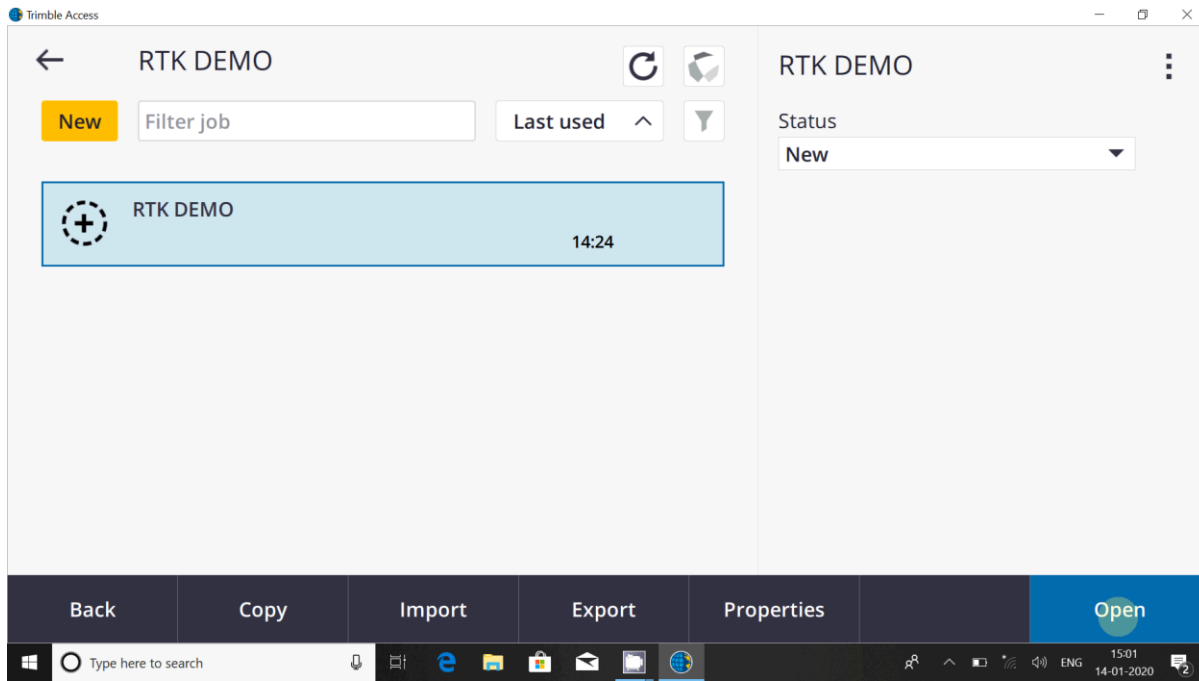 Trimble Access
RTK DEMO
New
Filter job
Last used
RTK DEMO
14:24
RTK DEMO
Status
New
Back
Copy
Import
Export
Properties
Open
Type here to search
ENG
15:01
14-01-2020
2